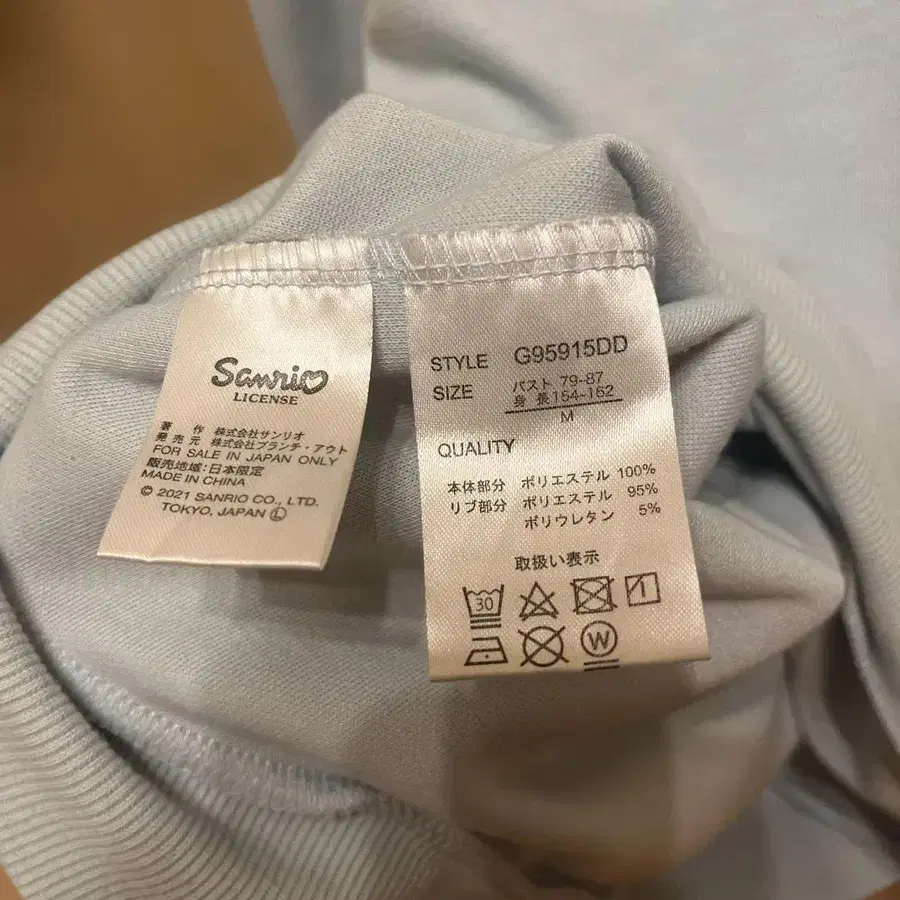 Sanrio
LICENSE
著 作 株式会社サンリオ
発売元 株式会社ブランチ・アウト
FOR SALE IN JAPAN ONLY
販売地域:日本限定
MADE IN CHINA
© 2021 SANRIO CO., LTD.
TOKYO, JAPAN Ⓛ
STYLE G95915DD
SIZE バスト 79-87
身長154-162
M
QUALITY
本体部分 ポリエステル 100%
リブ部分 ポリエステル 95%
ポリウレタン 5%
取扱い表示
30
W